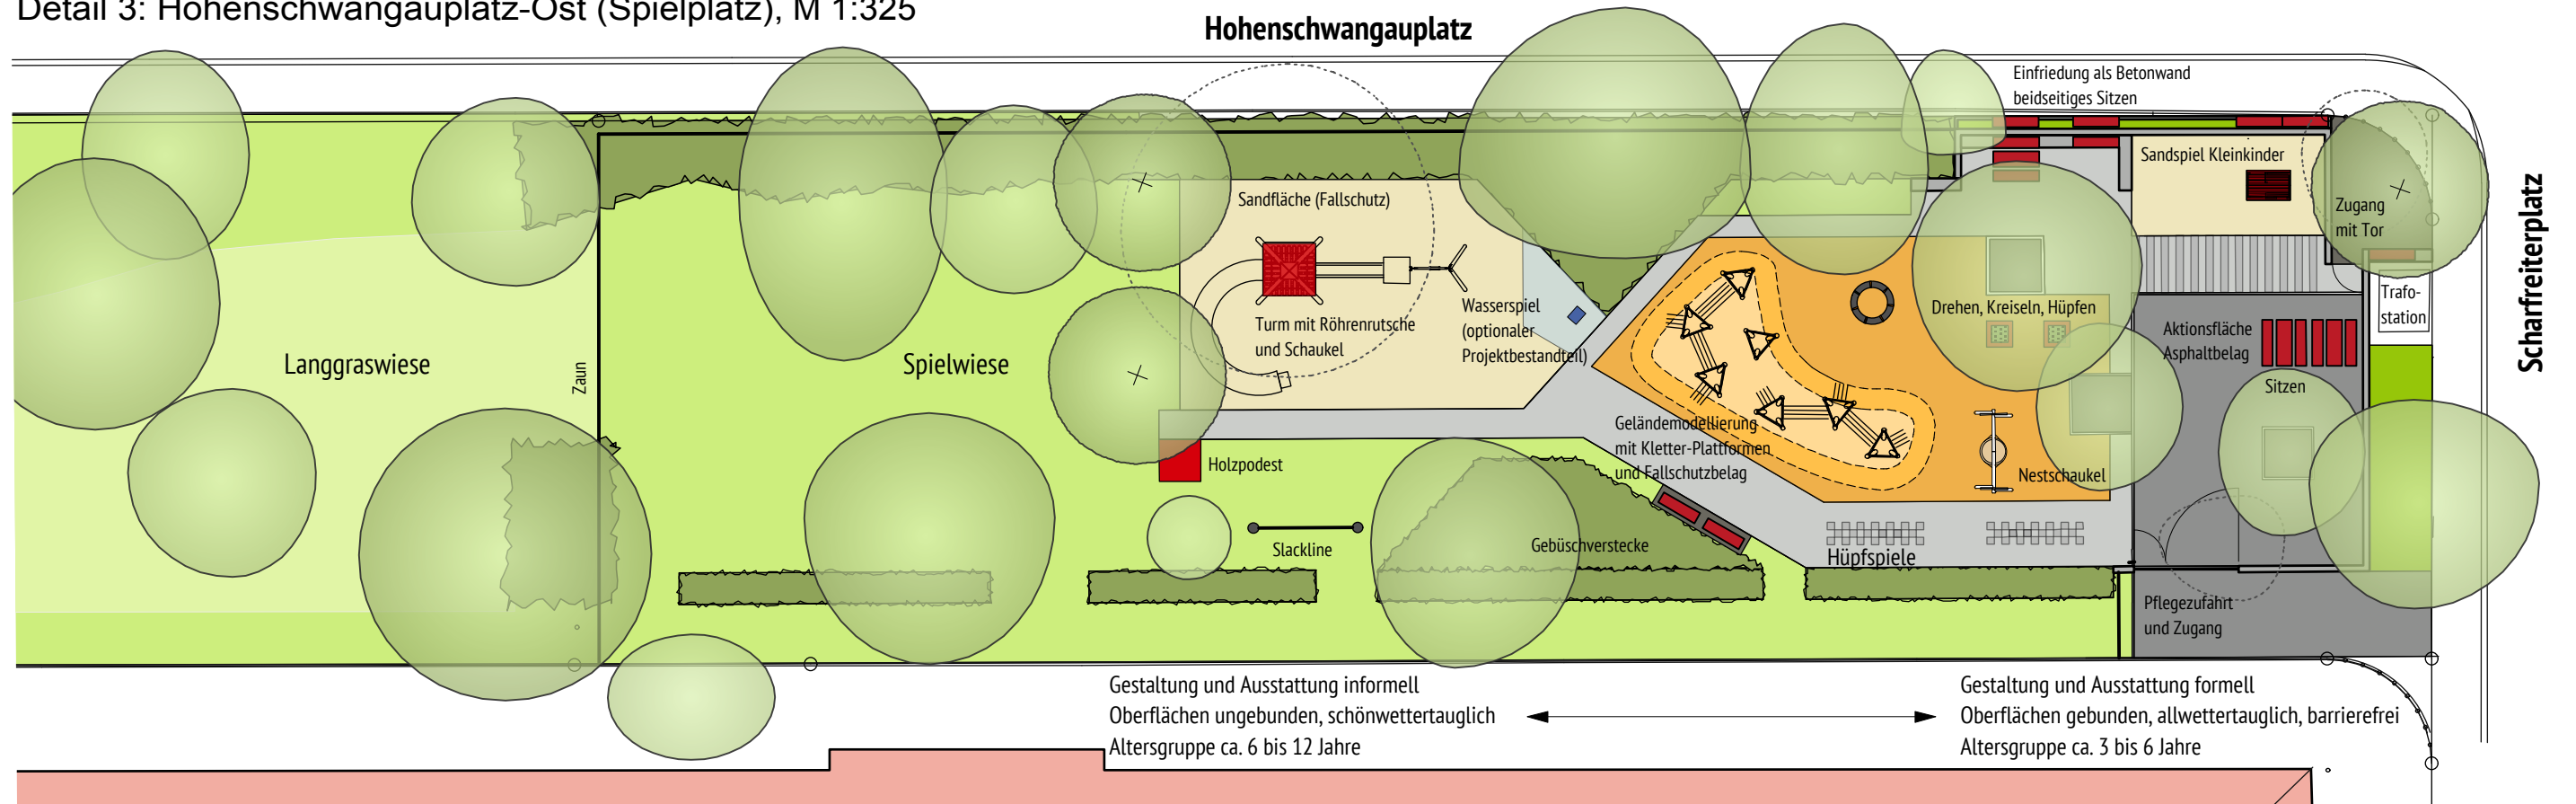 Detail 3: Hohenschwangauplatz-Ost (Spielplatz), M 1:325
Hohenschwangauplatz
Einfriedung als Betonwand
beidseitiges Sitzen
Sandspiel Kleinkinder
Sandfläche (Fallschutz)
Zugang
mit Tor
Scharfreiterplatz
Trafo-
station
Wasserspiel
(optionaler
Projektbestandteil)
Drehen, Kreiseln, Hüpfen
Turm mit Röhrenrutsche
und Schaukel
Aktionsfläche
Asphaltbelag
Sitzen
Langgraswiese
Zaun
Spielwiese
Geländemodellierung
mit Kletter-Plattformen
und Fallschutzbelag
Nestschaukel
Holzpodest
Slackline
Gebüschverstecke
Hüpfspiele
Pflegezufahrt
und Zugang
Gestaltung und Ausstattung informell
Oberflächen ungebunden, schönwettertauglich
Altersgruppe ca. 6 bis 12 Jahre
Gestaltung und Ausstattung formell
Oberflächen gebunden, allwettertauglich, barrierefrei
Altersgruppe ca. 3 bis 6 Jahre